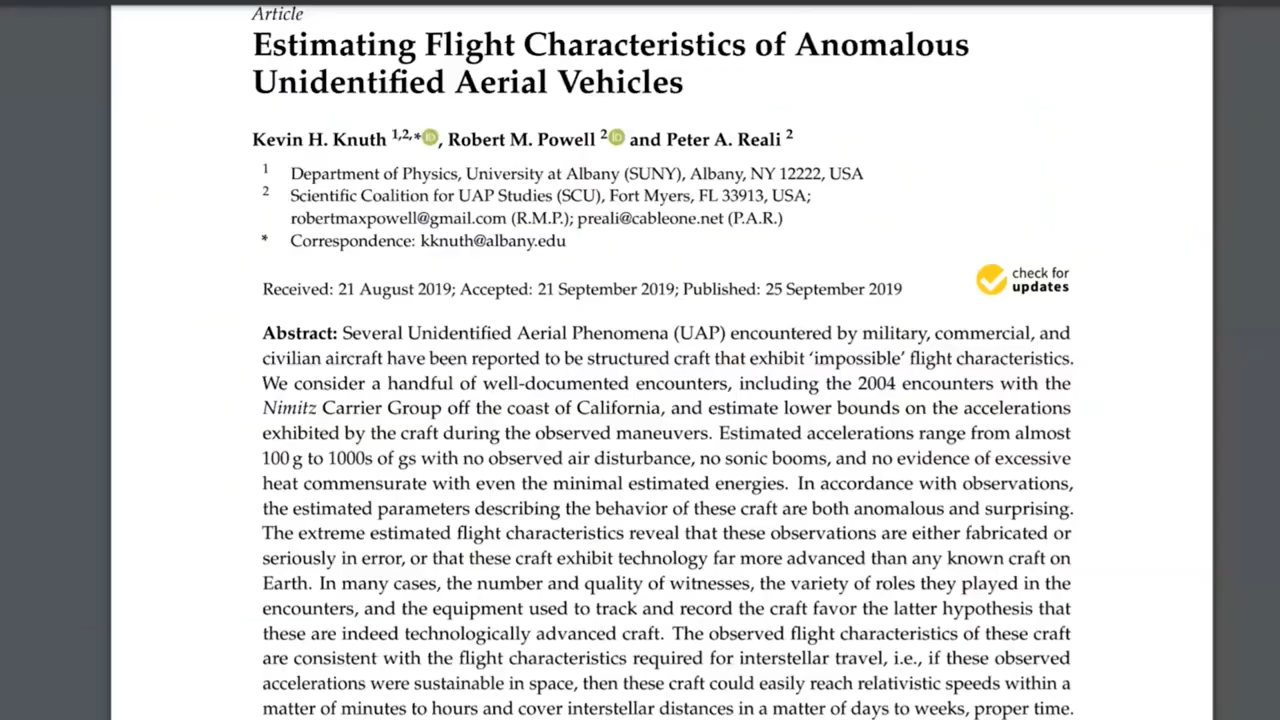 Article
Estimating Flight Characteristics of Anomalous
Unidentified Aerial Vehicles
Kevin H. Knuth 1,2,* iD, Robert M. Powell 2 iD and Peter A. Reali 2
1 Department of Physics, University at Albany (SUNY), Albany, NY 12222, USA
2 Scientific Coalition for UAP Studies (SCU), Fort Myers, FL 33913, USA;
robertmaxpowell@gmail.com (R.M.P.); preali@cableone.net (P.A.R.)
* Correspondence: kknuth@albany.edu
check for
updates
Received: 21 August 2019; Accepted: 21 September 2019; Published: 25 September 2019
Abstract: Several Unidentified Aerial Phenomena (UAP) encountered by military, commercial, and
civilian aircraft have been reported to be structured craft that exhibit ‘impossible’ flight characteristics.
We consider a handful of well-documented encounters, including the 2004 encounters with the
Nimitz Carrier Group off the coast of California, and estimate lower bounds on the accelerations
exhibited by the craft during the observed maneuvers. Estimated accelerations range from almost
100 g to 1000s of gs with no observed air disturbance, no sonic booms, and no evidence of excessive
heat commensurate with even the minimal estimated energies. In accordance with observations,
the estimated parameters describing the behavior of these craft are both anomalous and surprising.
The extreme estimated flight characteristics reveal that these observations are either fabricated or
seriously in error, or that these craft exhibit technology far more advanced than any known craft on
Earth. In many cases, the number and quality of witnesses, the variety of roles they played in the
encounters, and the equipment used to track and record the craft favor the latter hypothesis that
these are indeed technologically advanced craft. The observed flight characteristics of these craft
are consistent with the flight characteristics required for interstellar travel, i.e., if these observed
accelerations were sustainable in space, then these craft could easily reach relativistic speeds within a
matter of minutes to hours and cover interstellar distances in a matter of days to weeks, proper time.